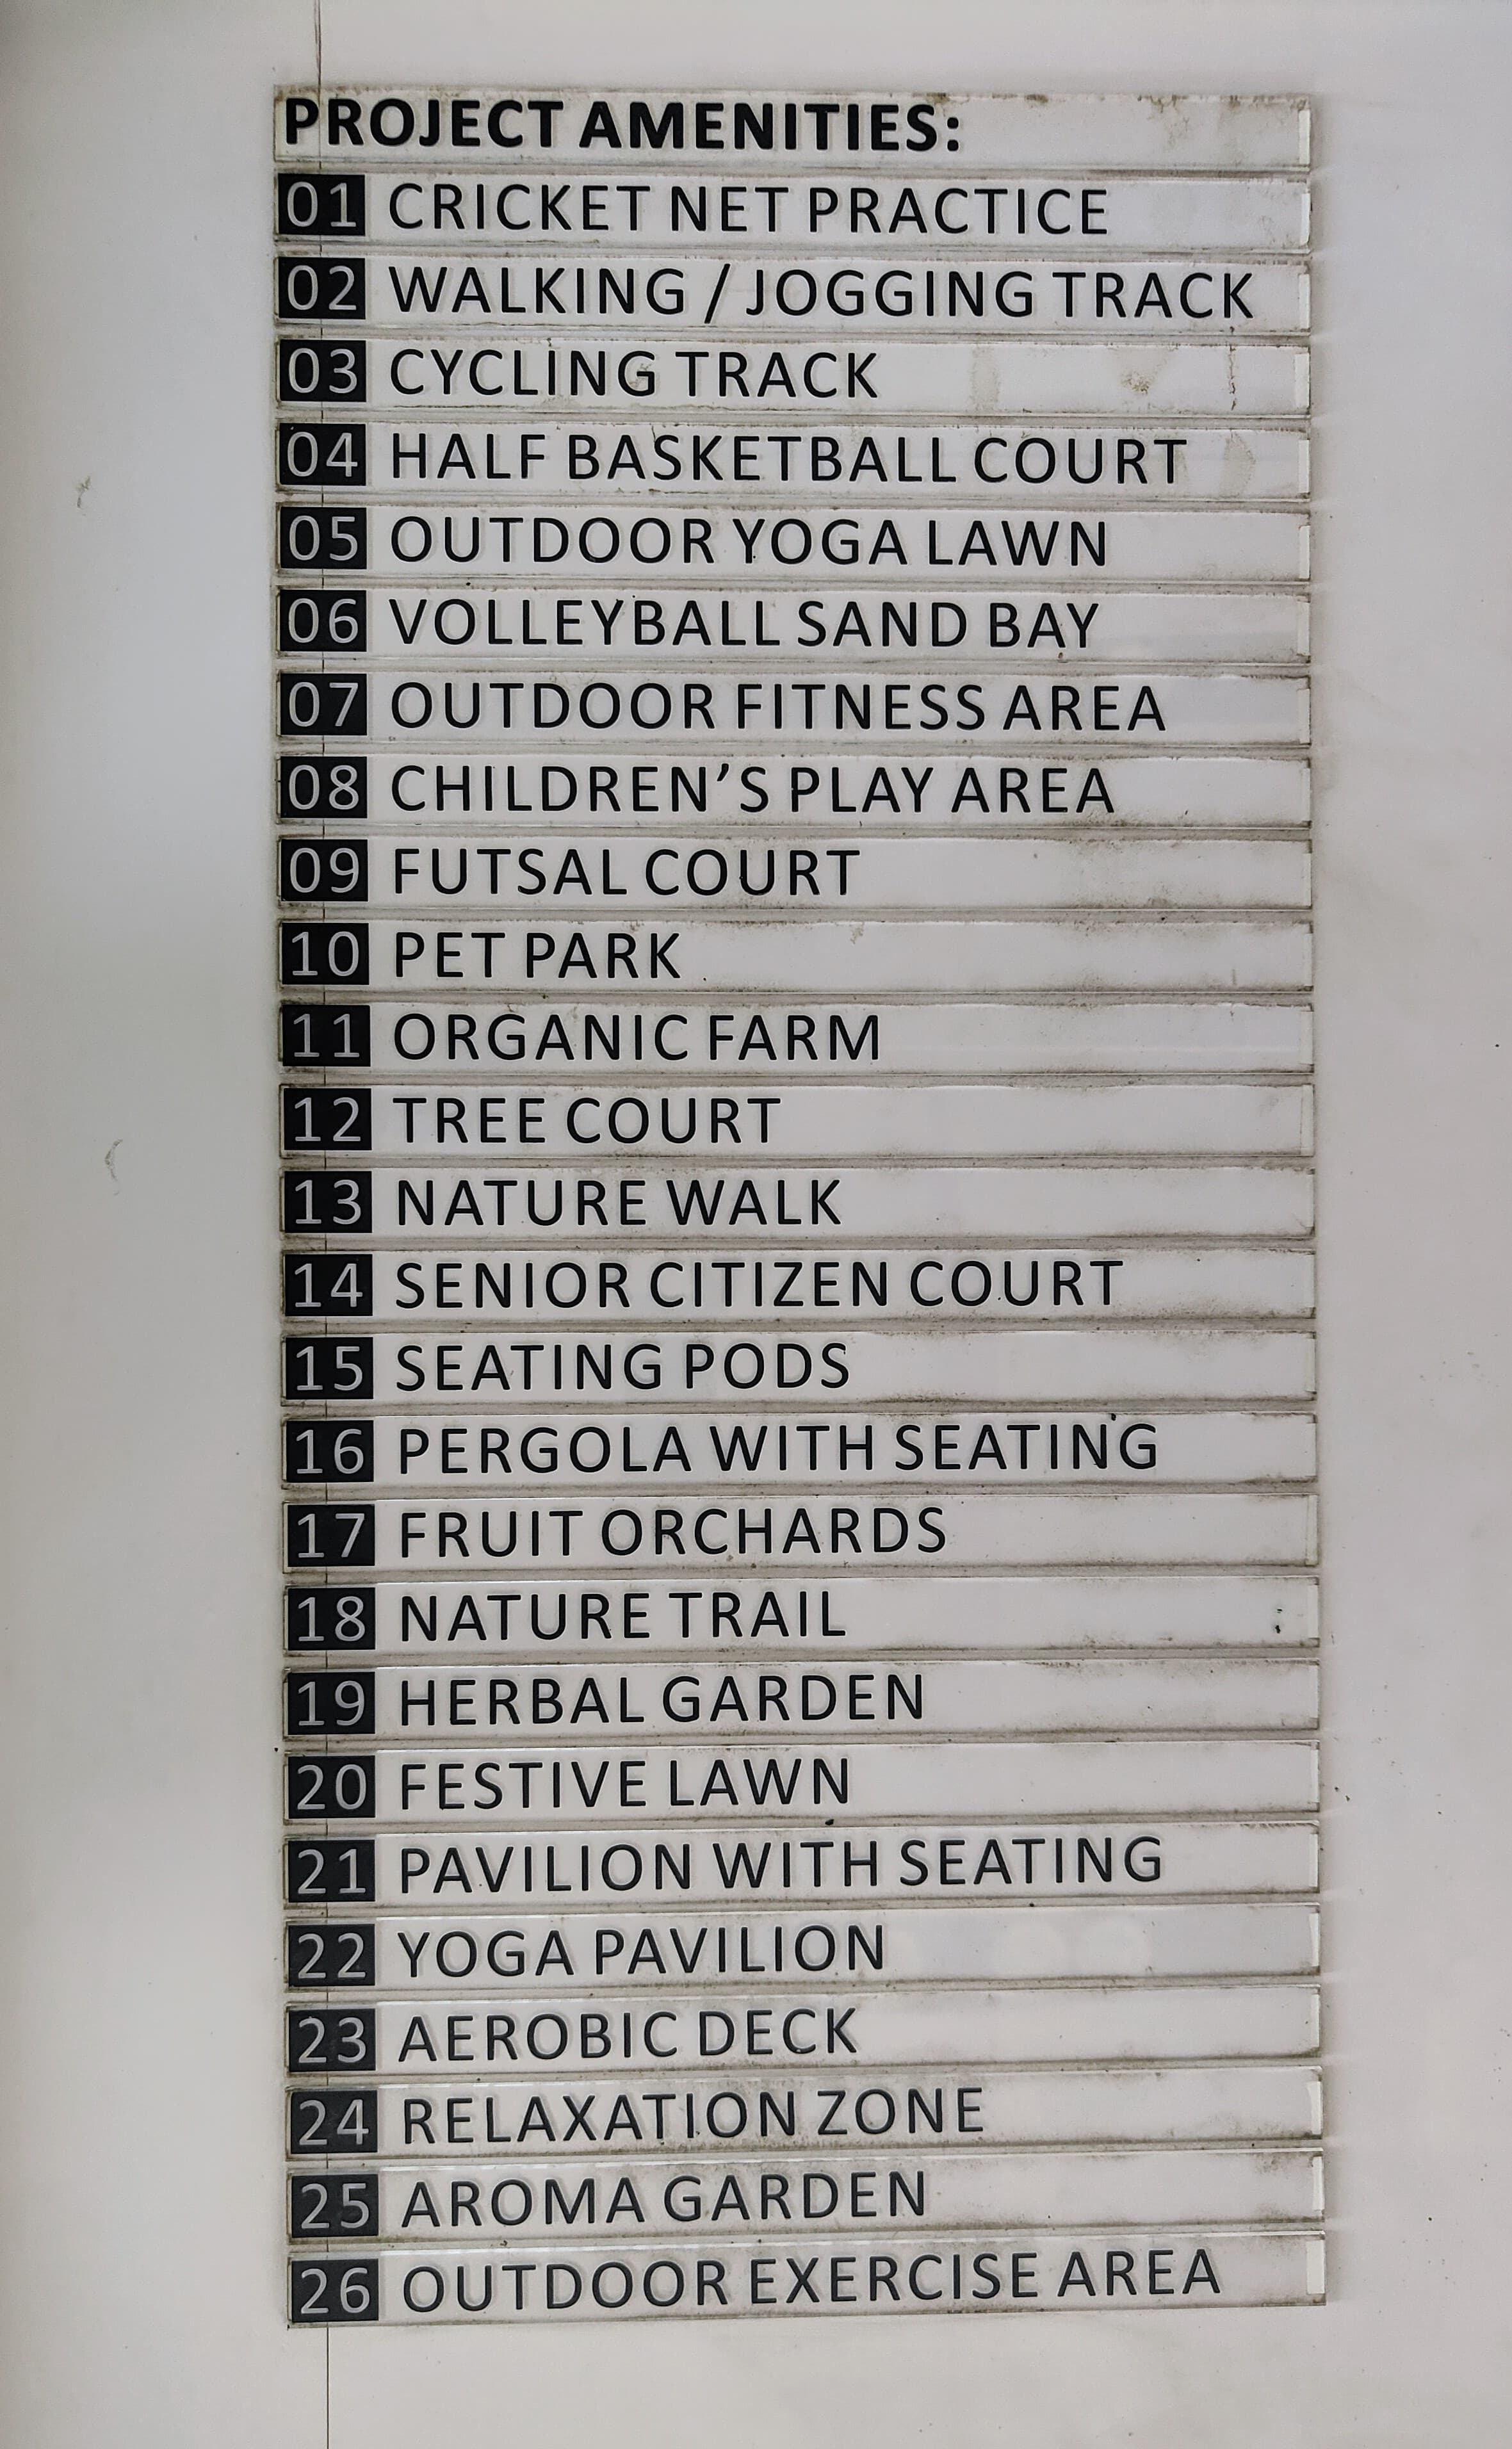 PROJECT AMENITIES:
01 CRICKET NET PRACTICE
02 WALKING / JOGGING TRACK
03 CYCLING TRACK
04 HALF BASKETBALL COURT
05 OUTDOOR YOGA LAWN
06 VOLLEYBALL SAND BAY
07 OUTDOOR FITNESS AREA
08 CHILDREN’S PLAY AREA
09 FUTSAL COURT
10 PET PARK
11 ORGANIC FARM
12 TREE COURT
13 NATURE WALK
14 SENIOR CITIZEN COURT
15 SEATING PODS
16 PERGOLA WITH SEATING
17 FRUIT ORCHARDS
18 NATURE TRAIL
19 HERBAL GARDEN
20 FESTIVE LAWN
21 PAVILION WITH SEATING
22 YOGA PAVILION
23 AEROBIC DECK
24 RELAXATION ZONE
25 AROMA GARDEN
26 OUTDOOR EXERCISE AREA